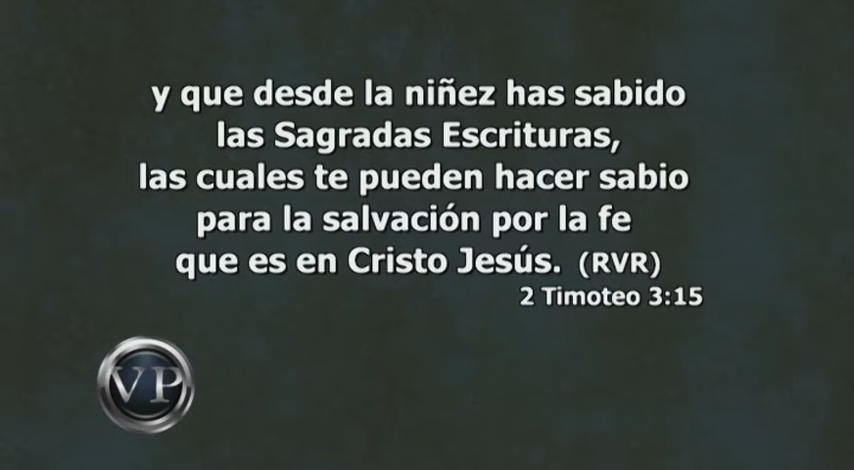 y que desde la niñez has sabido
las Sagradas Escrituras,
las cuales te pueden hacer sabio
para la salvación por la fe
que es en Cristo Jesús. (RVR)
2 Timoteo 3:15
VP